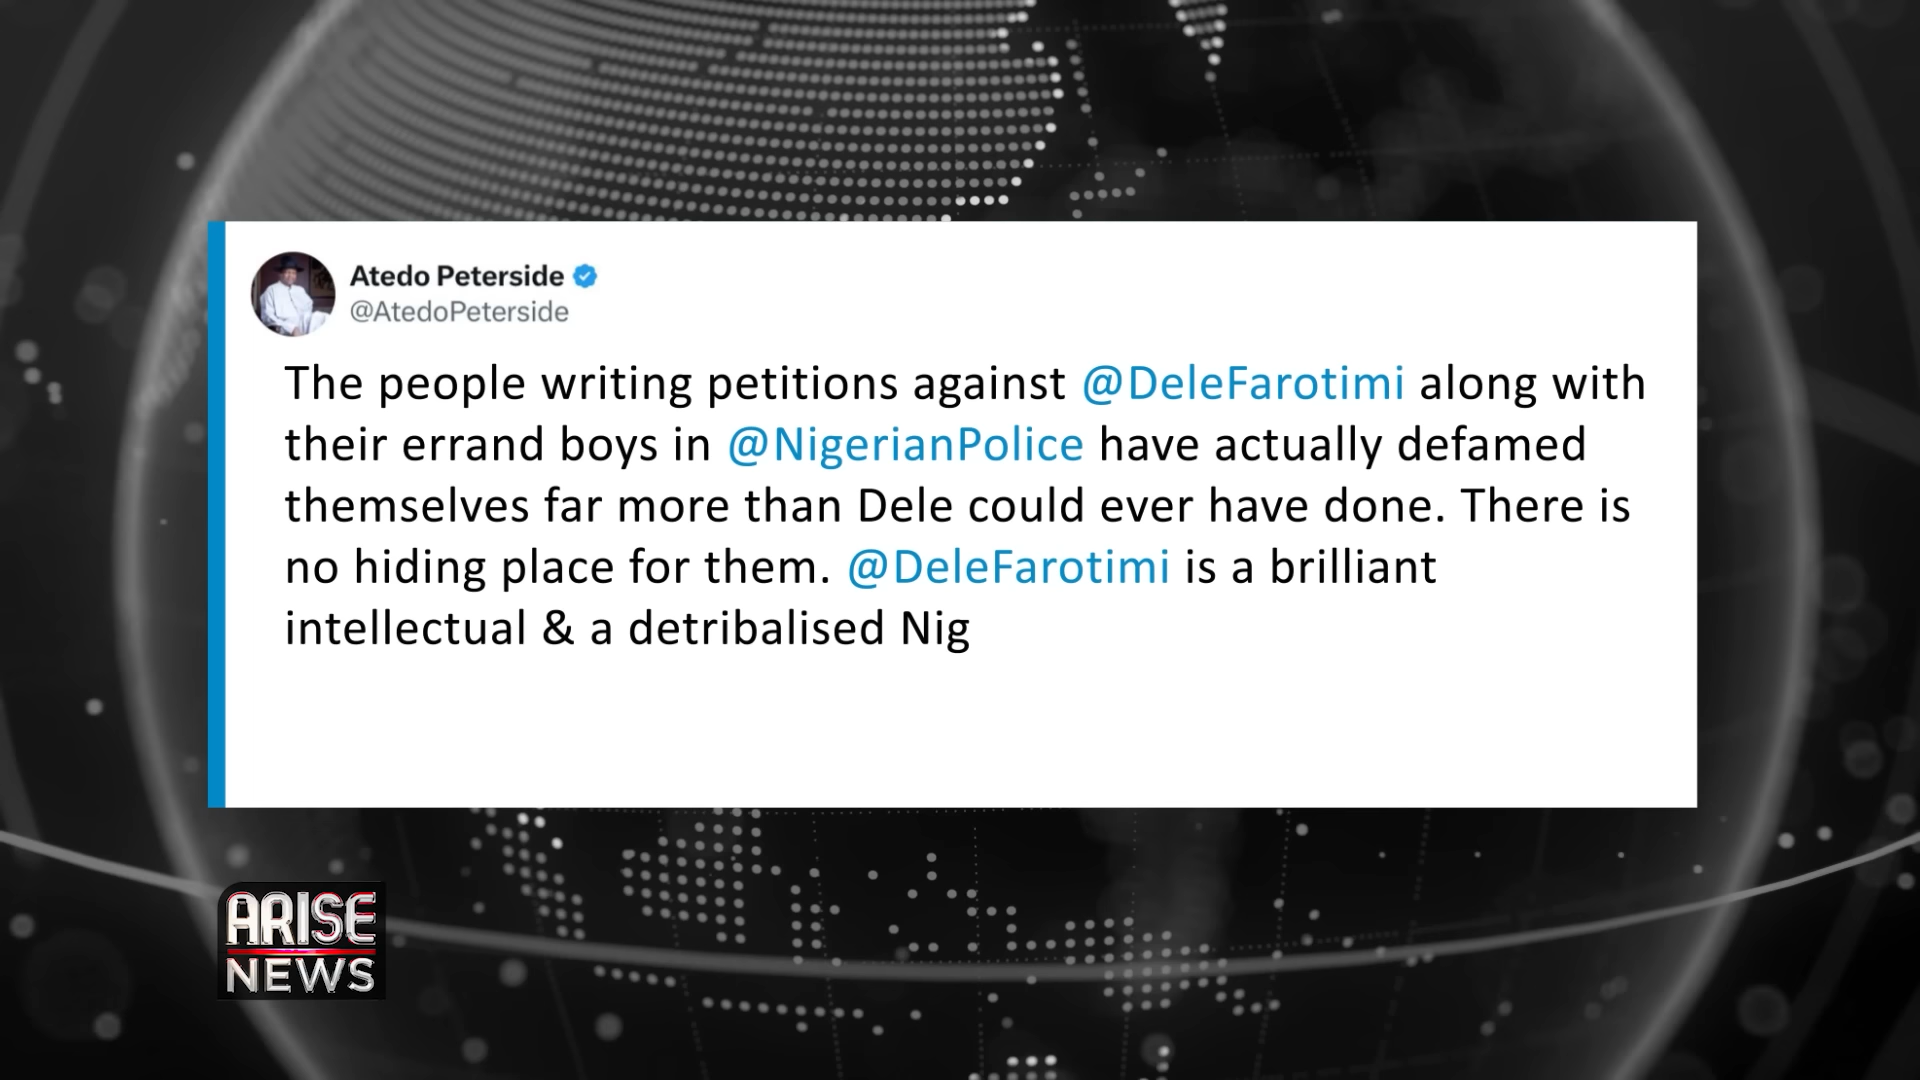 Atedo Peterside
@AtedoPeterside
The people writing petitions against @DeleFarotimi along with
their errand boys in @NigerianPolice have actually defamed
themselves far more than Dele could ever have done. There is
no hiding place for them. @DeleFarotimi is a brilliant
intellectual & a detribalised Nig
ARISE
NEWS